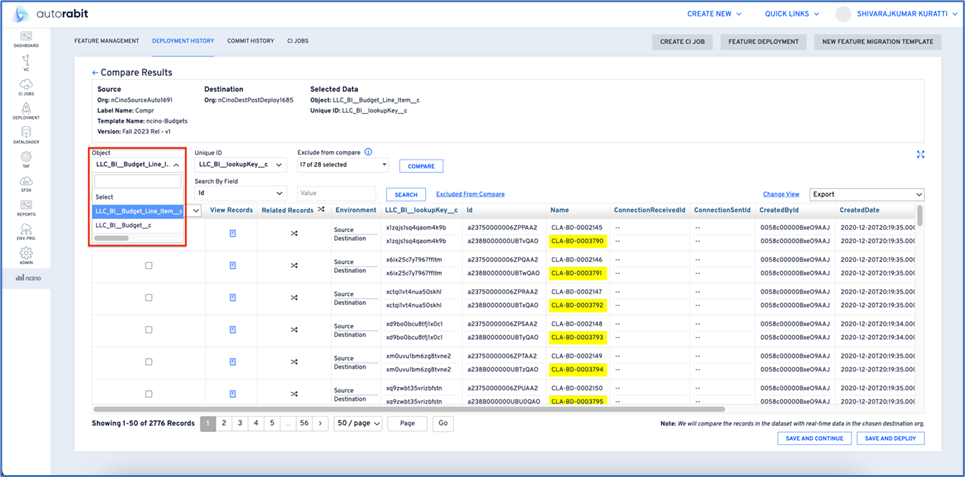 autorabit
CREATE NEW
QUICK LINKS
SHIVARAJKUMAR KURATTI
DASHBOARD
VC
CI JOBS
DEPLOYMENT
DATALOADER
TAF
SFDX
REPORTS
ENV. PRO.
ADMIN
ncino
FEATURE MANAGEMENT DEPLOYMENT HISTORY COMMIT HISTORY CI JOBS
CREATE CI JOB FEATURE DEPLOYMENT NEW FEATURE MIGRATION TEMPLATE
← Compare Results
Source Destination Selected Data
Org: nCinoSourceAuto1691 Org: nCinoDestPostDeploy1685 Object: LLC_BI__Budget_Line_Item__c
Label Name: Compr Unique ID: LLC_BI__lookupKey__c
Template Name: ncino-Budgets
Version: Fall 2023 Rel - v1
Object Unique ID Exclude from compare
LLC_BI__Budget_Line_I... LLC_BI__lookupKey__c 17 of 28 selected COMPARE
Search By Field
Id Value SEARCH Excluded From Compare Change View Export
Select
LLC_BI__Budget_Line_Item__c
LLC_BI__Budget__c
View Records Related Records Environment LLC_BI__lookupKey__c Id Name ConnectionReceivedId ConnectionSentId CreatedById CreatedDate
Source x1zqjs1sq4qaom4k9b a23750000006ZPPAA2 CLA-BD-0002145 -- -- 0058c00000BxeO9AAJ 2020-12-20T20:19:35.000
Destination x1zqjs1sq4qaom4k9b a238B0000000UBTvQAO CLA-BD-0003790 -- -- 0058c00000BxeO9AAJ 2020-12-20T20:19:35.000
Source x6ix25c7y7967ff1tm a23750000006ZPQAA2 CLA-BD-0002146 -- -- 0058c00000BxeO9AAJ 2020-12-20T20:19:35.000
Destination x6ix25c7y7967ff1tm a238B0000000UBTwQAO CLA-BD-0003791 -- -- 0058c00000BxeO9AAJ 2020-12-20T20:19:35.000
Source xctqi1vt4nua50skhl a23750000006ZPRAA2 CLA-BD-0002147 -- -- 0058c00000BxeO9AAJ 2020-12-20T20:19:35.000
Destination xctqi1vt4nua50skhl a238B0000000UBTxQAO CLA-BD-0003792 -- -- 0058c00000BxeO9AAJ 2020-12-20T20:19:35.000
Source xd9bo0bcu8tfj1x0c1 a23750000006ZPSAA2 CLA-BD-0002148 -- -- 0058c00000BxeO9AAJ 2020-12-20T20:19:34.000
Destination xd9bo0bcu8tfj1x0c1 a238B0000000UBTyQAO CLA-BD-0003793 -- -- 0058c00000BxeO9AAJ 2020-12-20T20:19:34.000
Source xm0uvu1bm6zg8tvne2 a23750000006ZPTAA2 CLA-BD-0002149 -- -- 0058c00000BxeO9AAJ 2020-12-20T20:19:35.000
Destination xm0uvu1bm6zg8tvne2 a238B0000000UBTzQAO CLA-BD-0003794 -- -- 0058c00000BxeO9AAJ 2020-12-20T20:19:35.000
Source xq9zwbt35vrizbfstn a23750000006ZPUAA2 CLA-BD-0002150 -- -- 0058c00000BxeO9AAJ 2020-12-20T20:19:35.000
Destination xq9zwbt35vrizbfstn a238B0000000UBU0QAO CLA-BD-0003795 -- -- 0058c00000BxeO9AAJ 2020-12-20T20:19:35.000
Showing 1-50 of 2776 Records 1 2 3 4 5 ... 56 › 50 / page Page Go
Note: We will compare the records in the dataset with real-time data in the chosen destination org.
SAVE AND CONTINUE SAVE AND DEPLOY